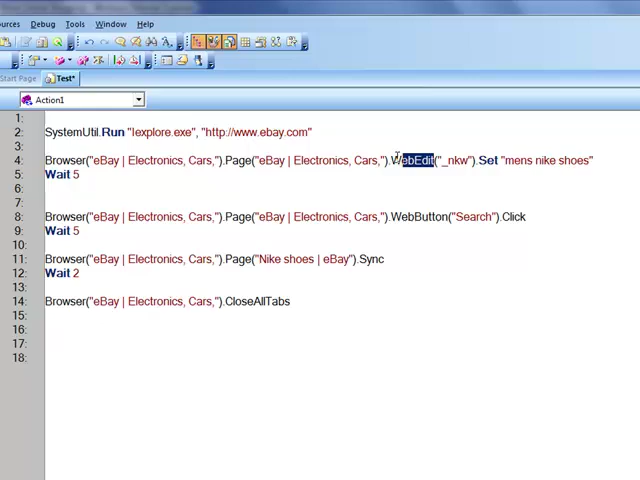 ources Debug Tools Window Help
Start Page Test*
Action1
1:
2: SystemUtil.Run "Iexplore.exe", "http://www.ebay.com"
3:
4: Browser("eBay | Electronics, Cars,").Page("eBay | Electronics, Cars,").WebEdit("_nkw").Set "mens nike shoes"
5: Wait 5
6:
7:
8: Browser("eBay | Electronics, Cars,").Page("eBay | Electronics, Cars,").WebButton("Search").Click
9: Wait 5
10:
11: Browser("eBay | Electronics, Cars,").Page("Nike shoes | eBay").Sync
12: Wait 2
13:
14: Browser("eBay | Electronics, Cars,").CloseAllTabs
15:
16:
17:
18: